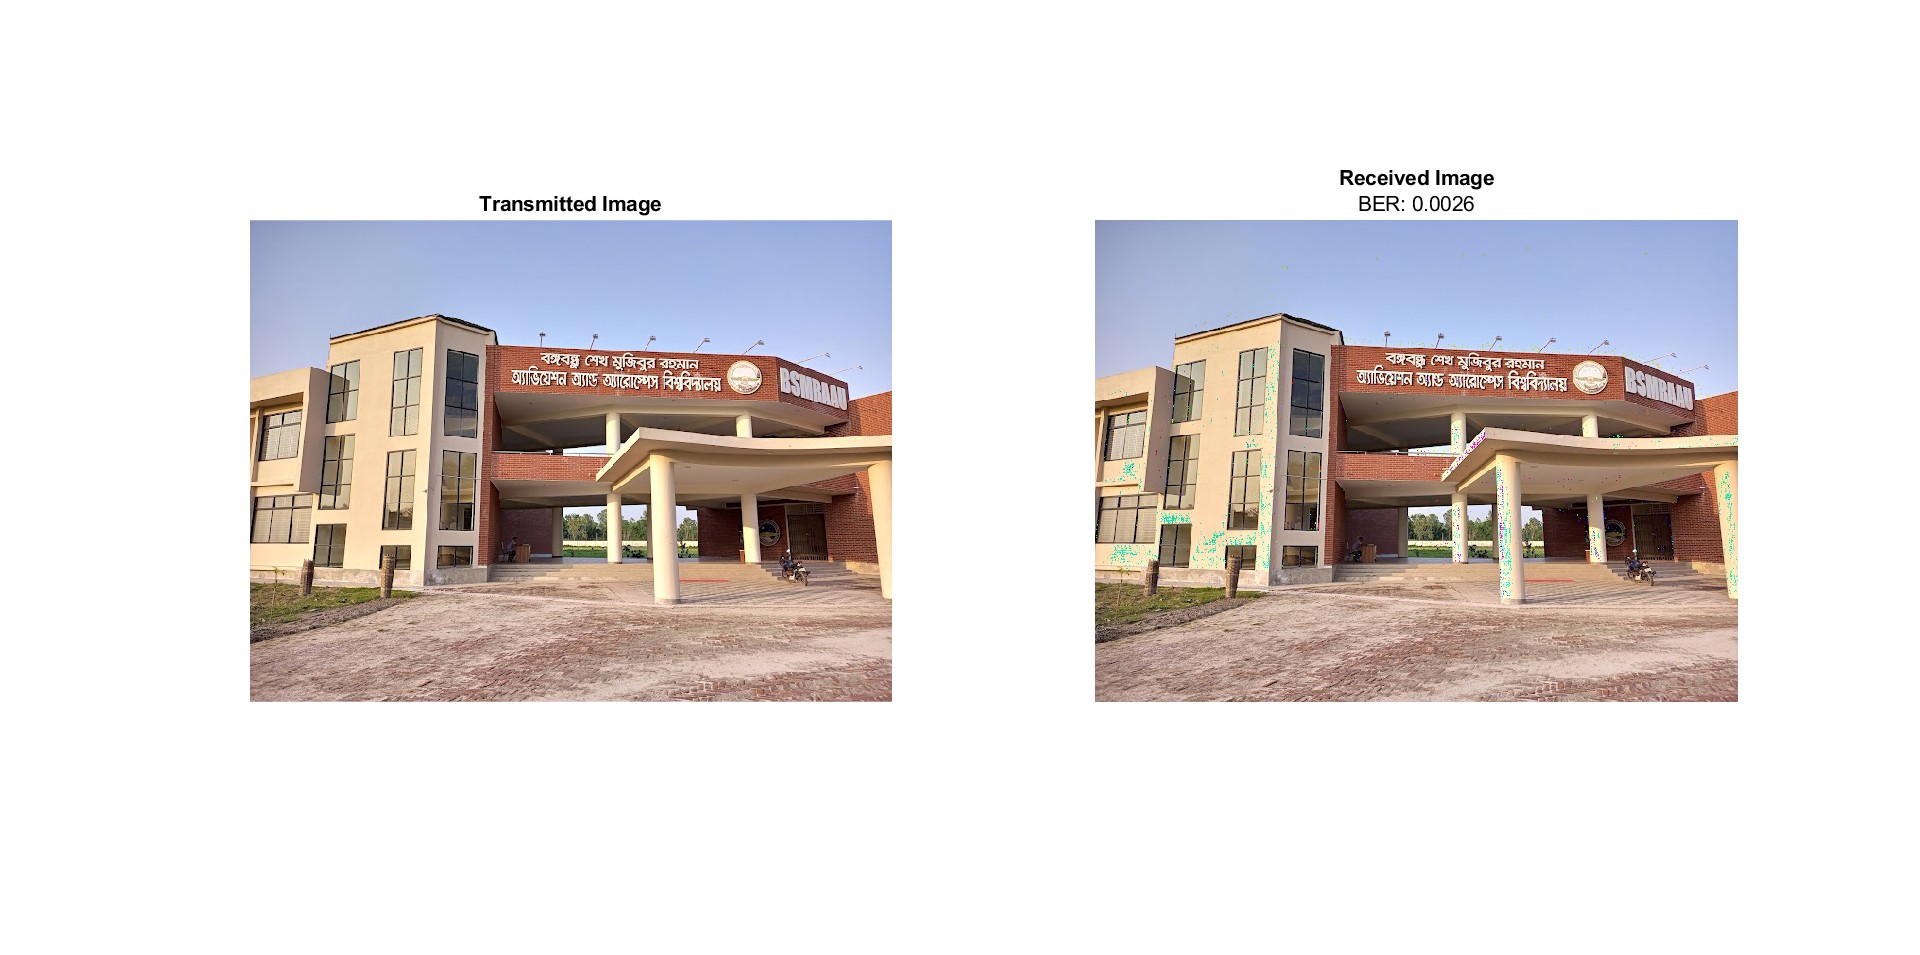 Transmitted Image
বঙ্গবন্ধু শেখ মুজিবুর রহমান
অ্যাভিয়েশন অ্যান্ড অ্যারোস্পেস বিশ্ববিদ্যালয়
BSMRAAU
Received Image
BER: 0.0026
বঙ্গবন্ধু শেখ মুজিবুর রহমান
অ্যাভিয়েশন অ্যান্ড অ্যারোস্পেস বিশ্ববিদ্যালয়
BSMRAAU